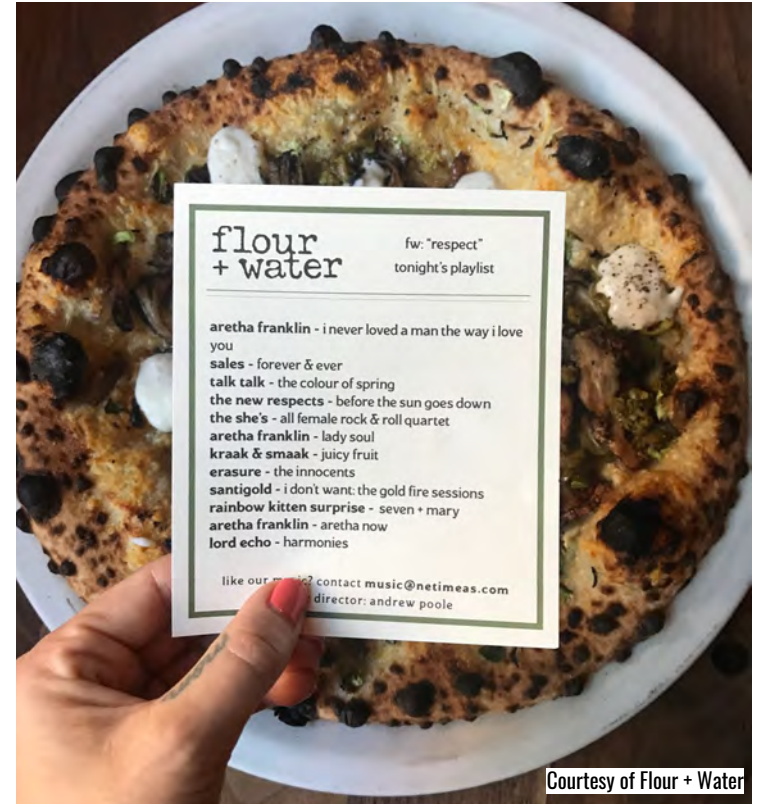 flour
+ water
fw: "respect"
tonight's playlist
aretha franklin - i never loved a man the way i love
you
sales - forever & ever
talk talk - the colour of spring
the new respects - before the sun goes down
the she's - all female rock & roll quartet
aretha franklin - lady soul
kraak & smaak - juicy fruit
erasure - the innocents
santigold - i don't want: the gold fire sessions
rainbow kitten surprise - seven + mary
aretha franklin - aretha now
lord echo - harmonies
like our music? contact music@netimeas.com
director: andrew poole
Courtesy of Flour + Water